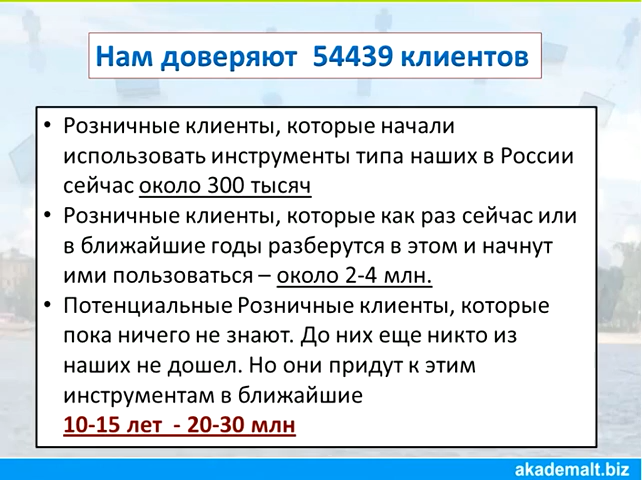 Нам доверяют 54439 клиентов
• Розничные клиенты, которые начали
использовать инструменты типа наших в России
сейчас около 300 тысяч
• Розничные клиенты, которые как раз сейчас или
в ближайшие годы разберутся в этом и начнут
ими пользоваться – около 2-4 млн.
• Потенциальные Розничные клиенты, которые
пока ничего не знают. До них еще никто из
наших не дошел. Но они придут к этим
инструментам в ближайшие
10-15 лет - 20-30 млн
akademalt.biz